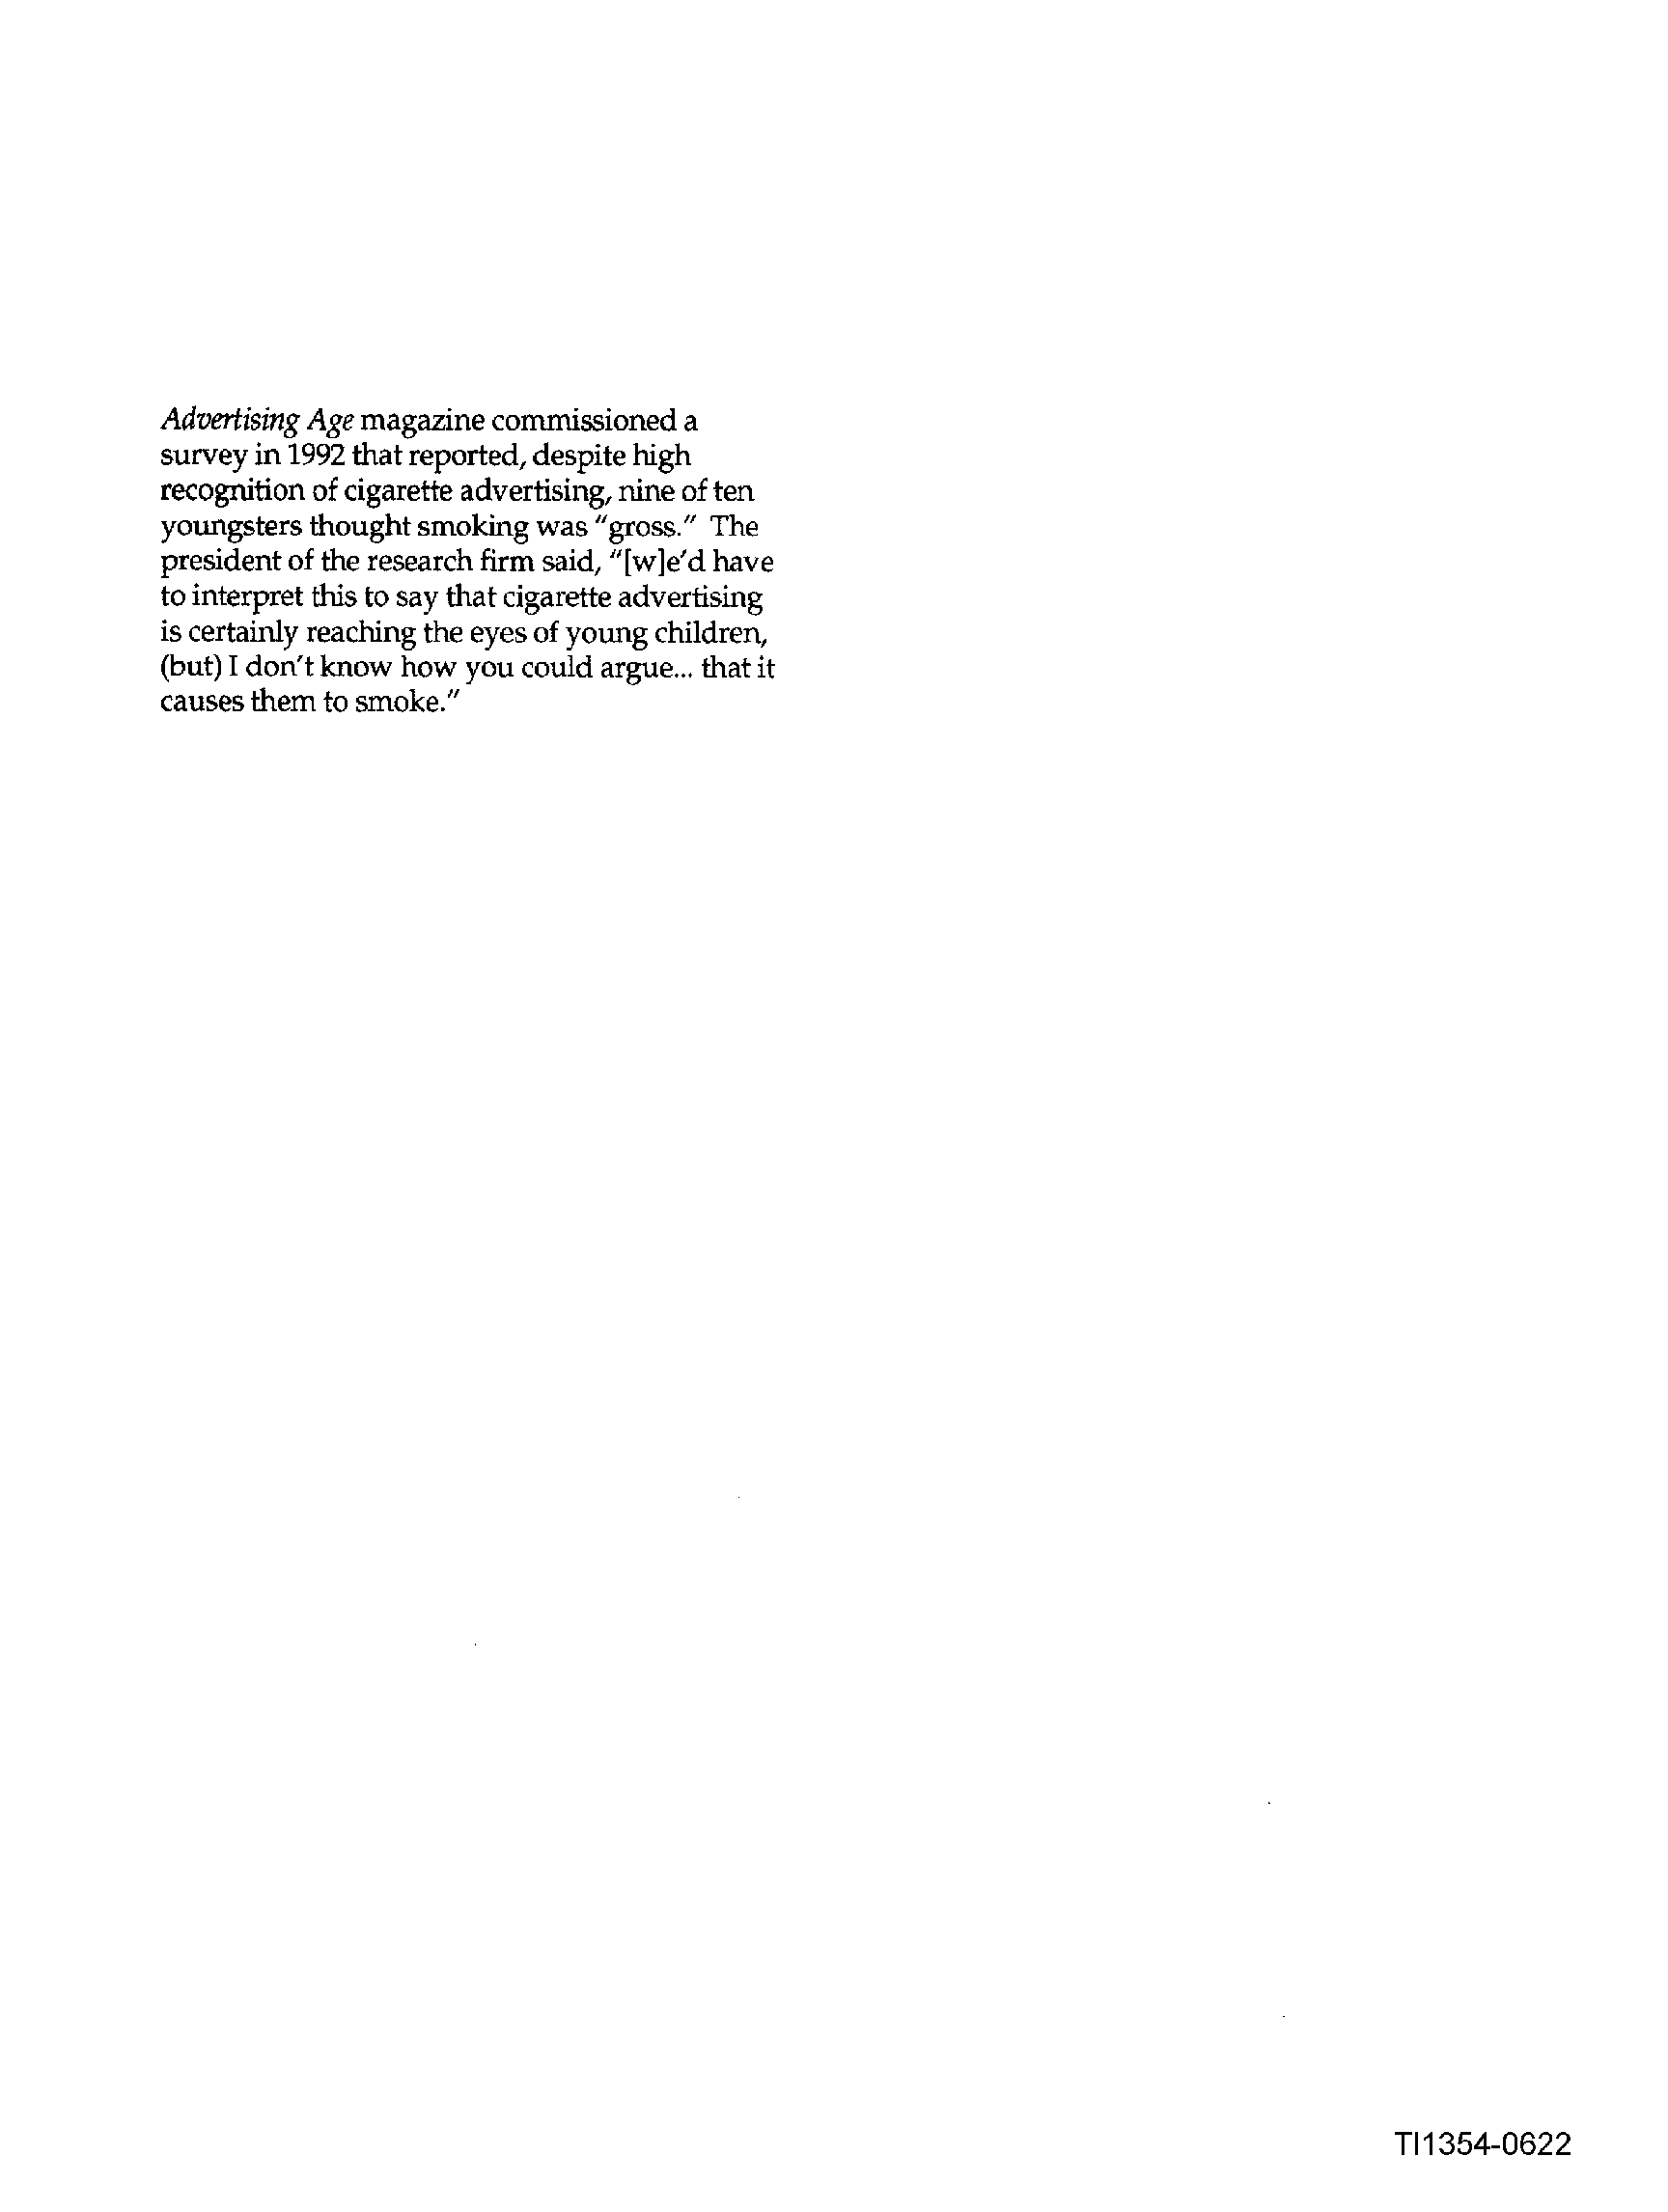 Advertising Age magazine commissioned a
survey in 1992 that reported, despite high
recognition of cigarette advertising, nine of ten
youngsters thought smoking was "gross." The
president of the research firm said, "[w]e'd have
to interpret this to say that cigarette advertising
is certainly reaching the eyes of young children,
(but) I don't know how you could argue... that it
causes them to smoke."
TI1354-0622